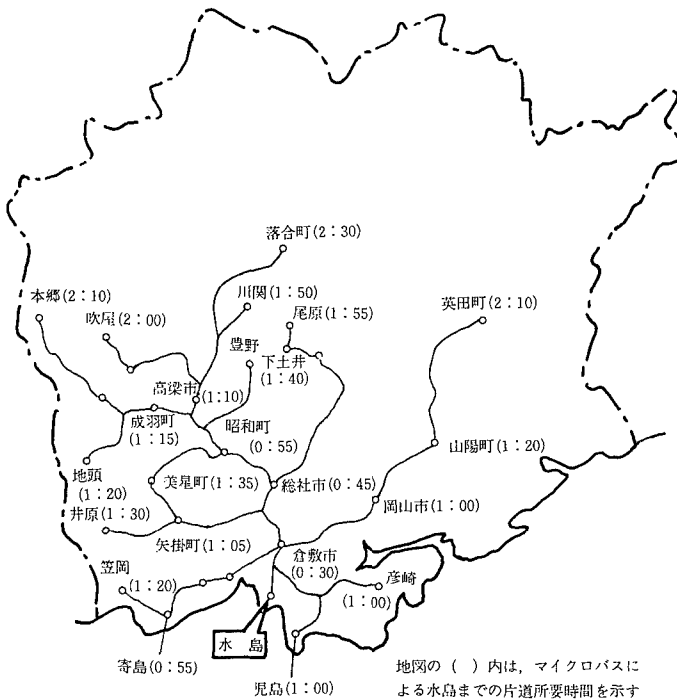 落合町(2:30)
本郷(2:10)
川関(1:50)
尾原(1:55)
英田町(2:10)
吹屋(2:00)
豊野
下土井
(1:40)
高梁市
(1:10)
成羽町
(1:15)
昭和町
(0:55)
山陽町(1:20)
地頭
(1:20)
美星町(1:35)
総社市(0:45)
岡山市(1:00)
井原(1:30)
矢掛町(1:05)
倉敷市
(0:30)
笠岡
(1:20)
彦崎
(1:00)
水島
寄島(0:55)
児島(1:00)
地図の( )内は,マイクロバスに
よる水島までの片道所要時間を示す